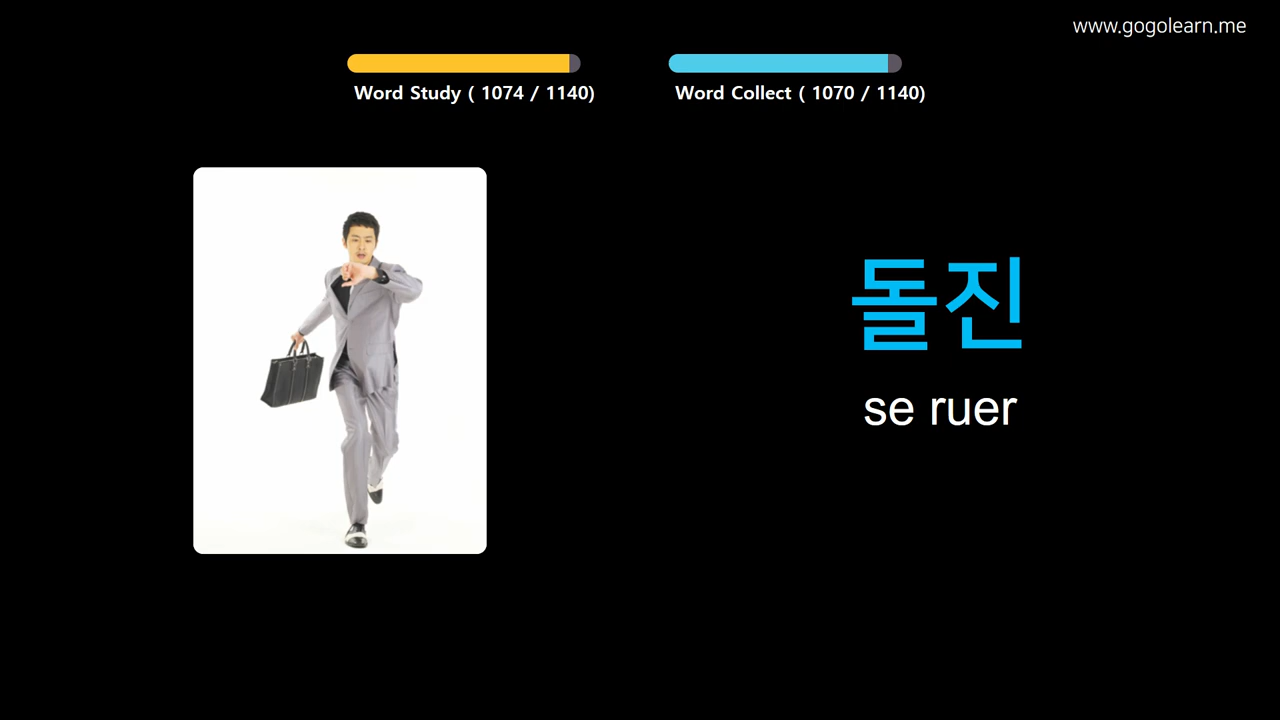 www.gogolearn.me
Word Study ( 1074 / 1140)
Word Collect ( 1070 / 1140)
돌진
se ruer